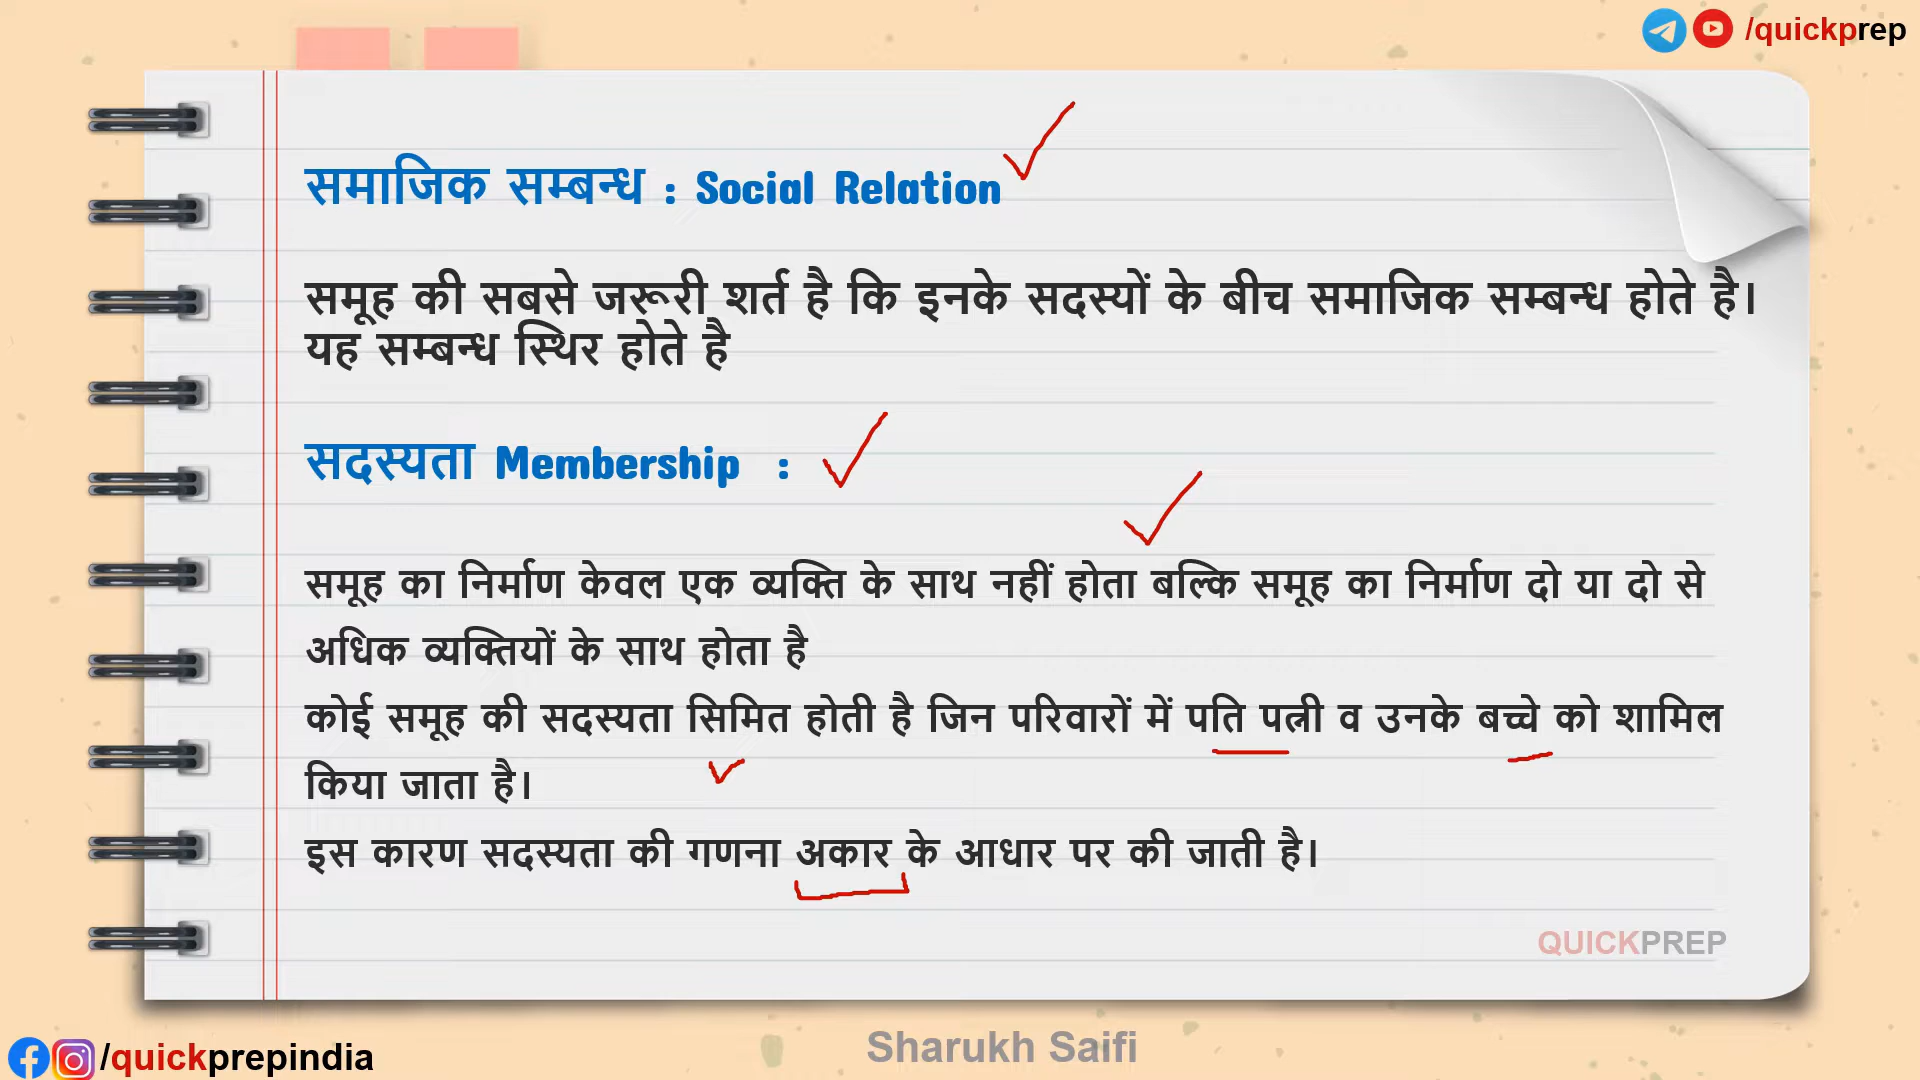 /quickprep
समाजिक सम्बन्ध : Social Relation
समूह की सबसे जरूरी शर्त है कि इनके सदस्यों के बीच समाजिक सम्बन्ध होते है।
यह सम्बन्ध स्थिर होते है
सदस्यता Membership :
समूह का निर्माण केवल एक व्यक्ति के साथ नहीं होता बल्कि समूह का निर्माण दो या दो से
अधिक व्यक्तियों के साथ होता है
कोई समूह की सदस्यता सिमित होती है जिन परिवारों में पति पत्नी व उनके बच्चे को शामिल
किया जाता है।
इस कारण सदस्यता की गणना अकार के आधार पर की जाती है।
QUICKPREP
Sharukh Saifi
/quickprepindia